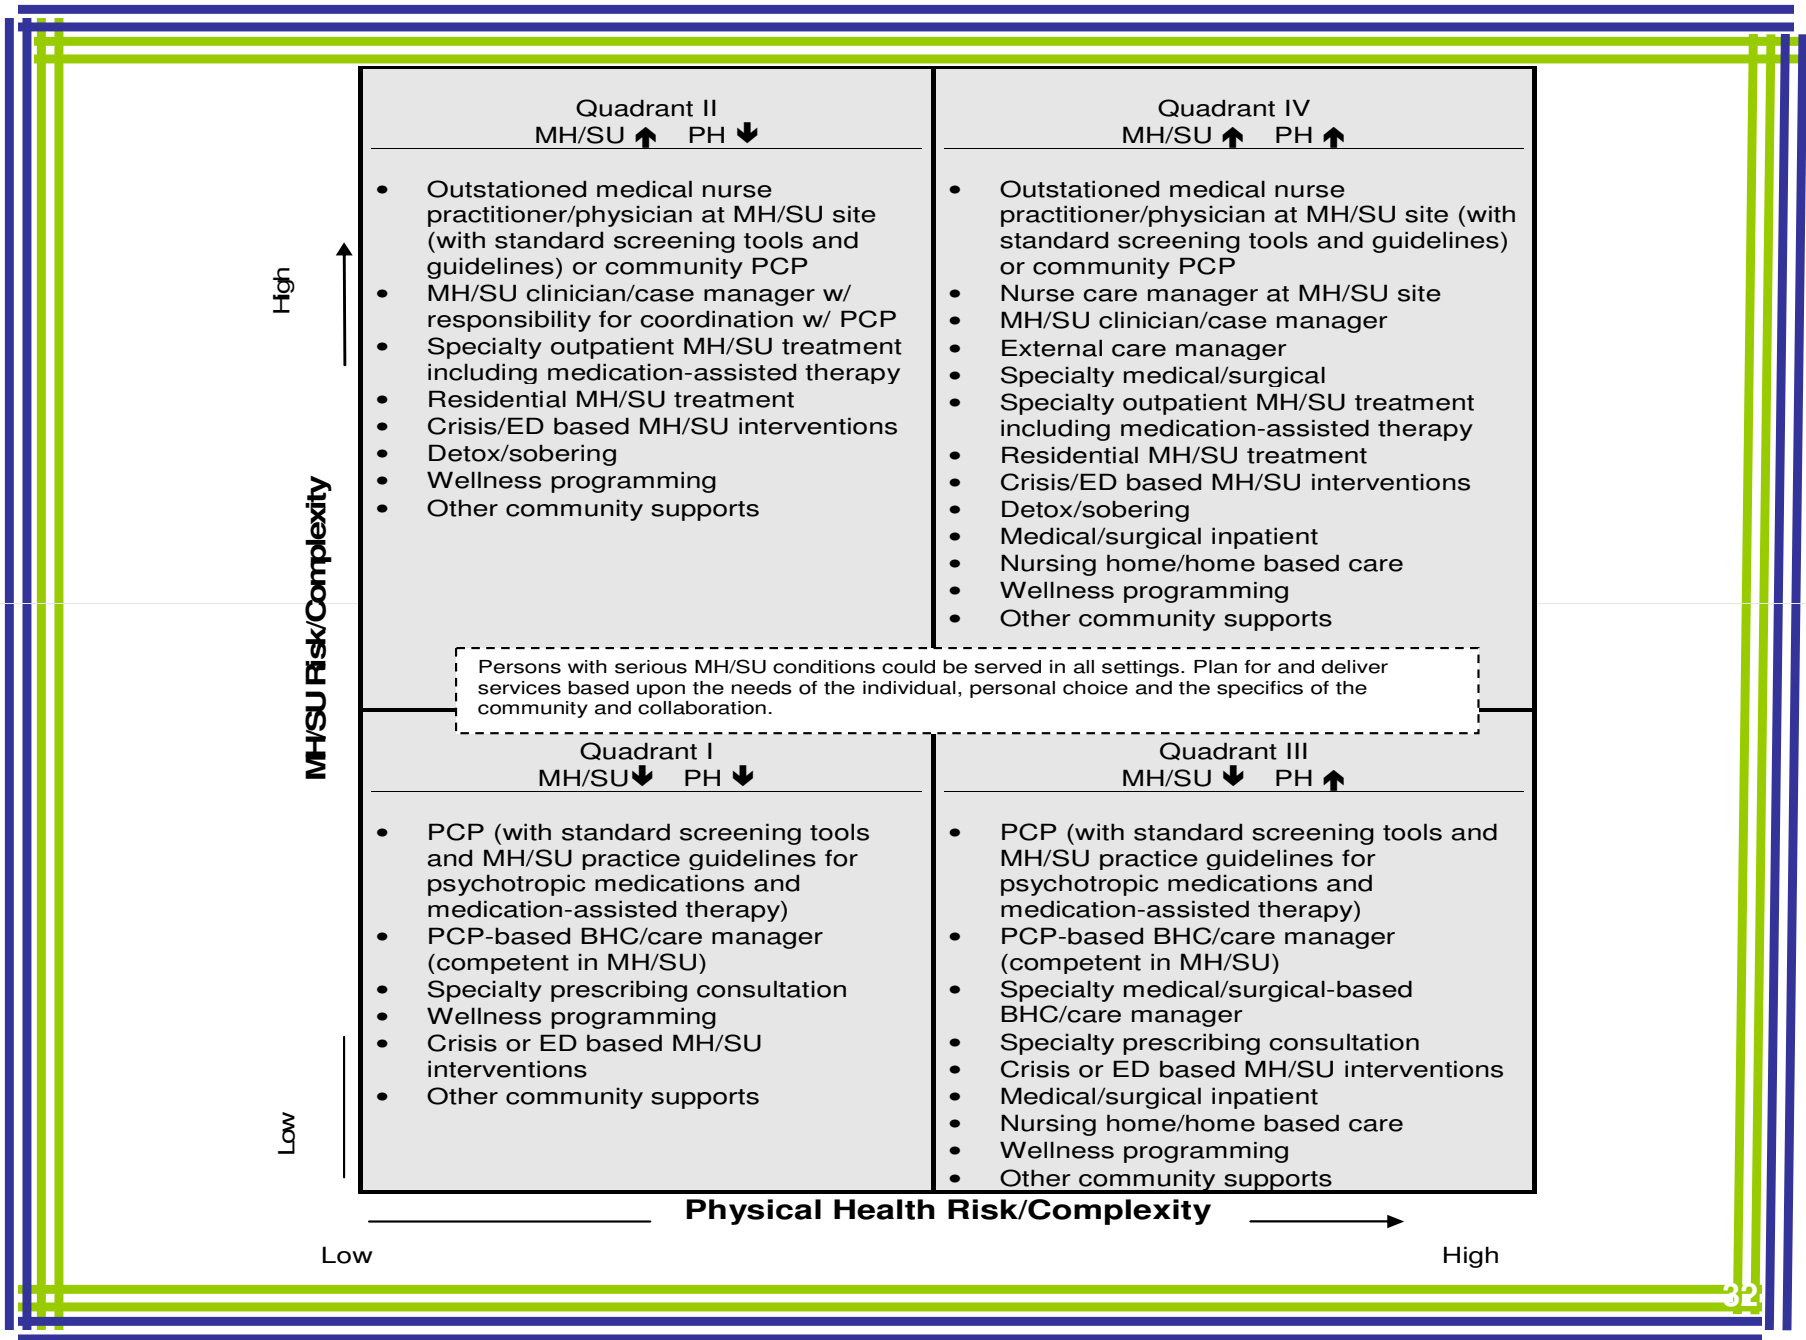 Quadrant II
MH/SU 🡹 PH 🡻
• Outstationed medical nurse
practitioner/physician at MH/SU site
(with standard screening tools and
guidelines) or community PCP
• MH/SU clinician/case manager w/
responsibility for coordination w/ PCP
• Specialty outpatient MH/SU treatment
including medication-assisted therapy
• Residential MH/SU treatment
• Crisis/ED based MH/SU interventions
• Detox/sobering
• Wellness programming
• Other community supports
Quadrant IV
MH/SU 🡹 PH 🡹
• Outstationed medical nurse
practitioner/physician at MH/SU site (with
standard screening tools and guidelines)
or community PCP
• Nurse care manager at MH/SU site
• MH/SU clinician/case manager
• External care manager
• Specialty medical/surgical
• Specialty outpatient MH/SU treatment
including medication-assisted therapy
• Residential MH/SU treatment
• Crisis/ED based MH/SU interventions
• Detox/sobering
• Medical/surgical inpatient
• Nursing home/home based care
• Wellness programming
• Other community supports
High
MH/SU Risk/Complexity
Low
Persons with serious MH/SU conditions could be served in all settings. Plan for and deliver
services based upon the needs of the individual, personal choice and the specifics of the
community and collaboration.
Quadrant I
MH/SU🡻 PH 🡻
• PCP (with standard screening tools
and MH/SU practice guidelines for
psychotropic medications and
medication-assisted therapy)
• PCP-based BHC/care manager
(competent in MH/SU)
• Specialty prescribing consultation
• Wellness programming
• Crisis or ED based MH/SU
interventions
• Other community supports
Quadrant III
MH/SU 🡻 PH 🡹
• PCP (with standard screening tools and
MH/SU practice guidelines for
psychotropic medications and
medication-assisted therapy)
• PCP-based BHC/care manager
(competent in MH/SU)
• Specialty medical/surgical-based
BHC/care manager
• Specialty prescribing consultation
• Crisis or ED based MH/SU interventions
• Medical/surgical inpatient
• Nursing home/home based care
• Wellness programming
• Other community supports
Physical Health Risk/Complexity
Low
High
32